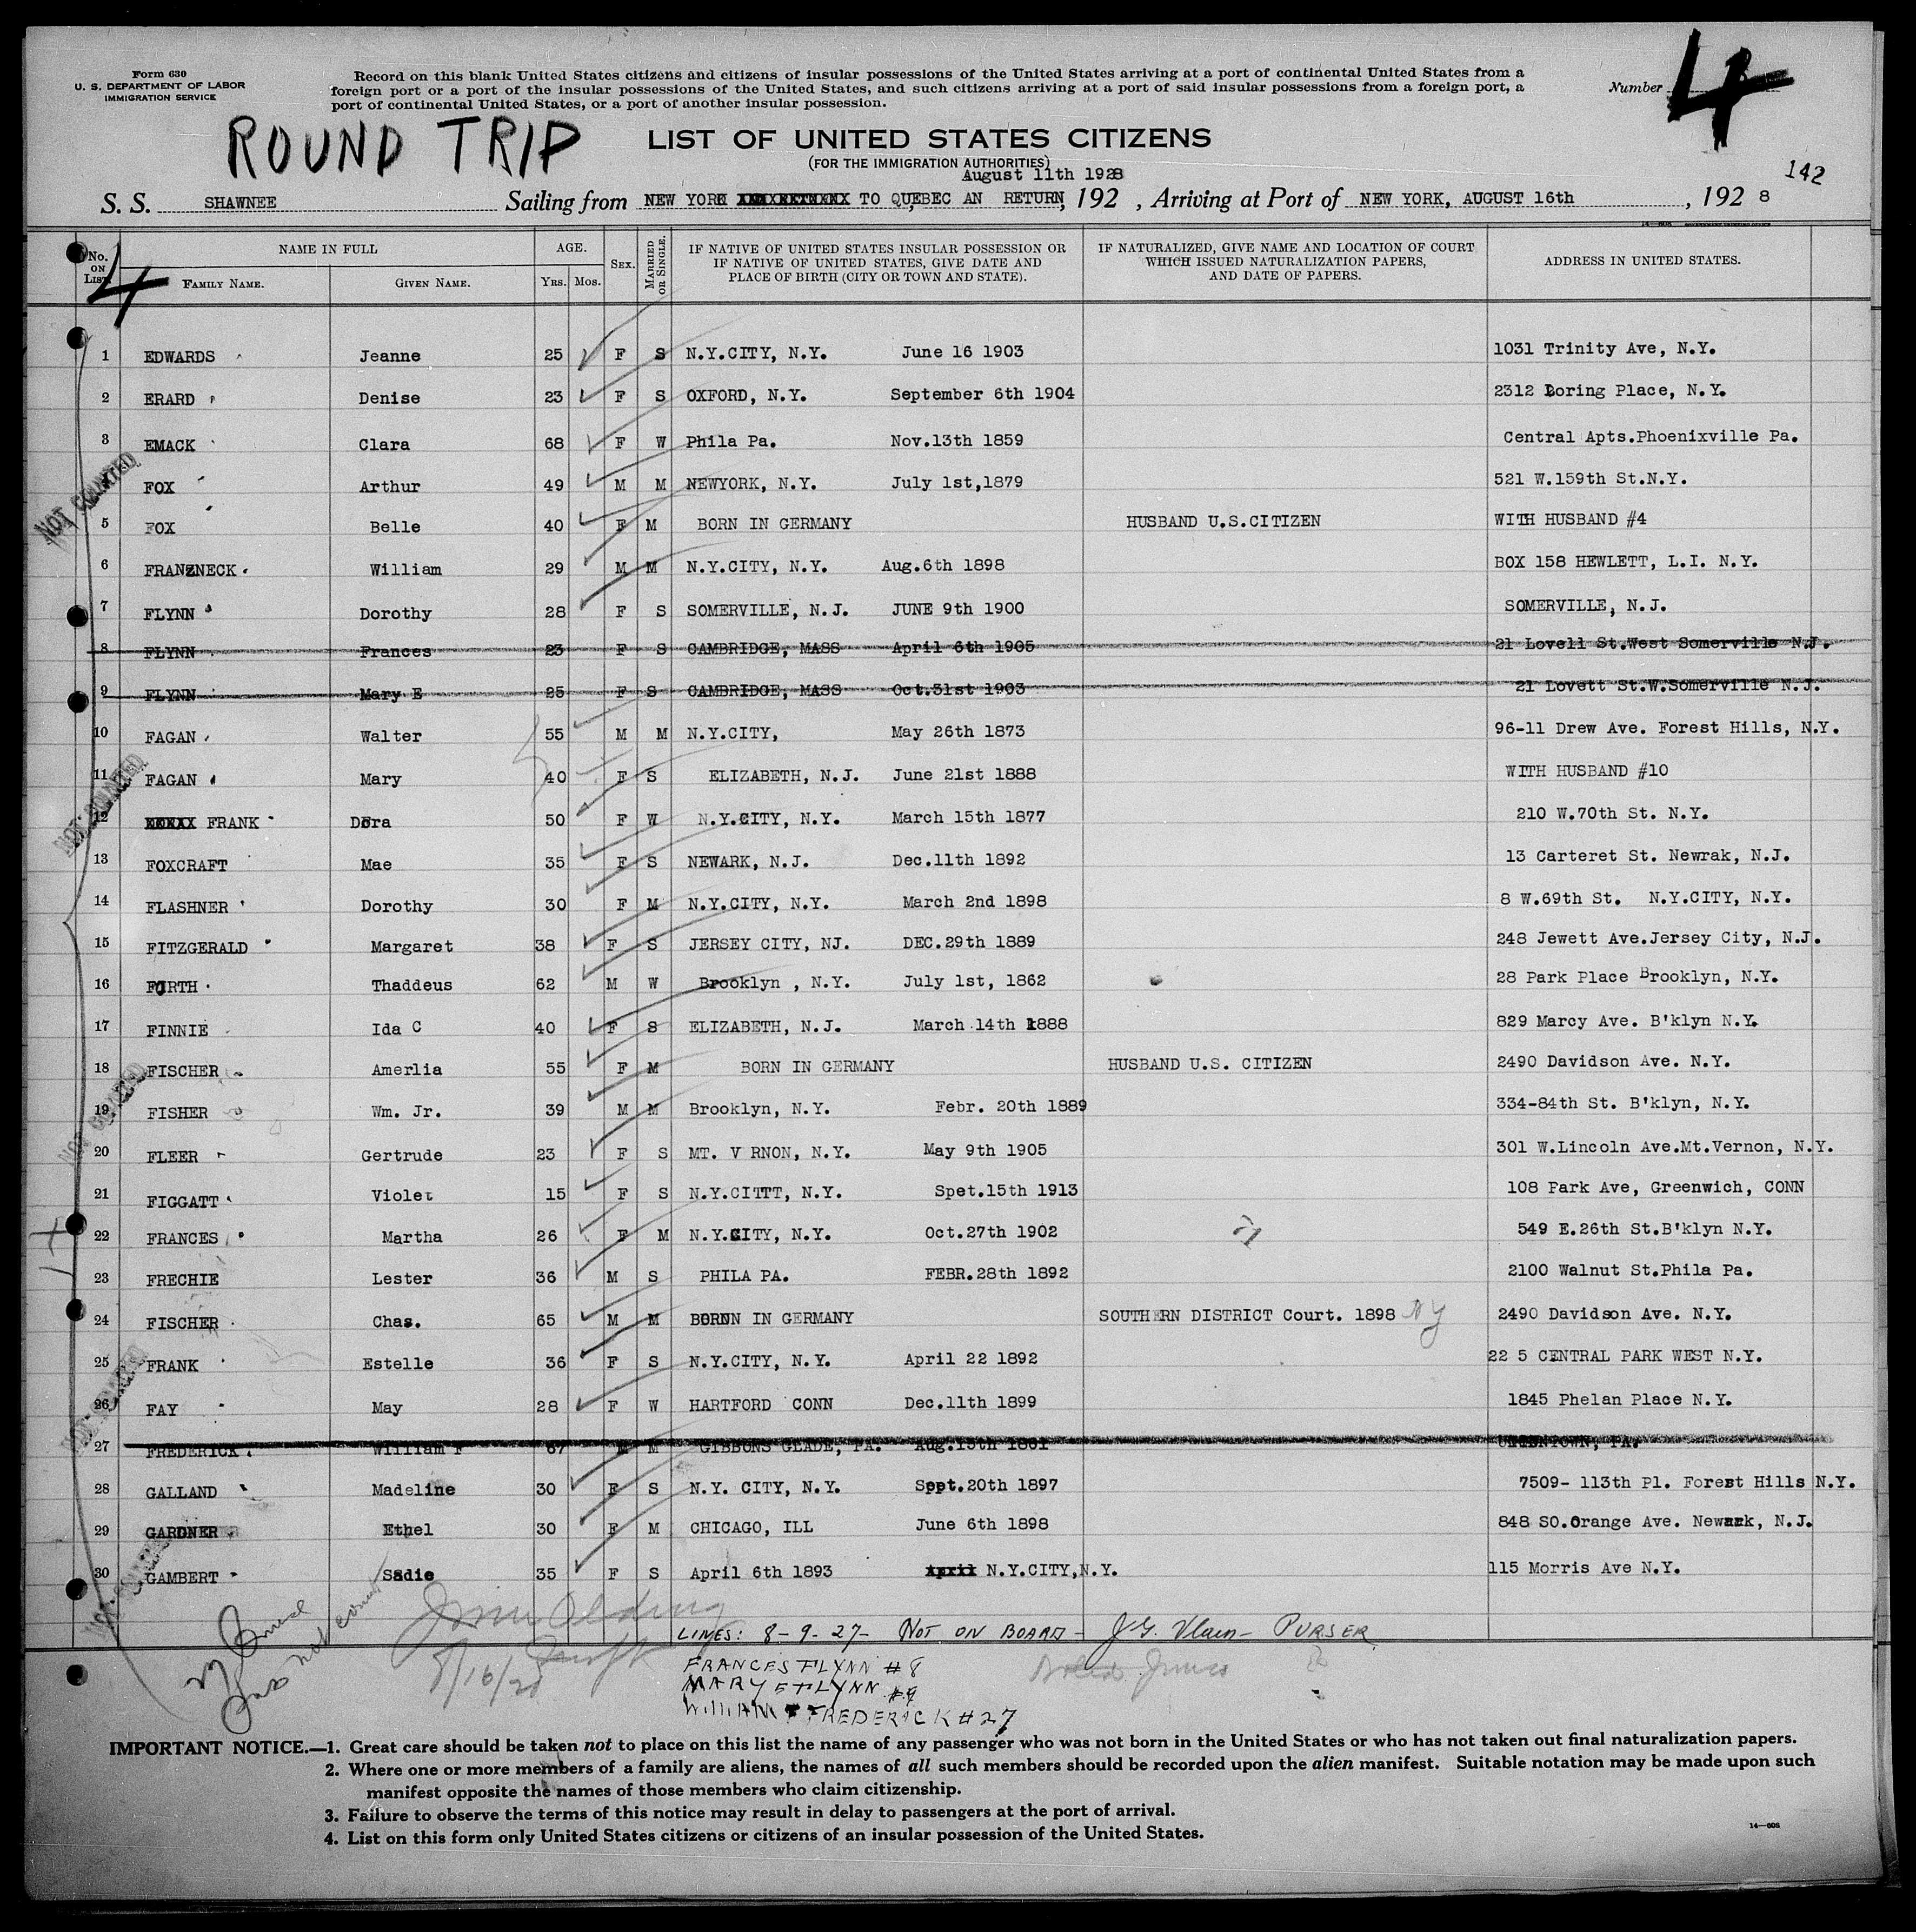 Form 630
U. S. DEPARTMENT OF LABOR
IMMIGRATION SERVICE
Record on this blank United States citizens and citizens of insular possessions of the United States arriving at a port of continental United States from a
foreign port or a port of the insular possessions of the United States, and such citizens arriving at a port of said insular possessions from a foreign port, a
port of continental United States, or a port of another insular possession.
Number 4
ROUND TRIP
LIST OF UNITED STATES CITIZENS
(FOR THE IMMIGRATION AUTHORITIES)
August 11th 1928
142
S. S. SHAWNEE Sailing from NEW YORK TO QUEBEC AN RETURN, 192 , Arriving at Port of NEW YORK, AUGUST 16th , 192 8
No. ON LIST. NAME IN FULL AGE. SEX. MARRIED OR SINGLE. IF NATIVE OF UNITED STATES INSULAR POSSESSION OR IF NATIVE OF UNITED STATES, GIVE DATE AND PLACE OF BIRTH (CITY OR TOWN AND STATE). IF NATURALIZED, GIVE NAME AND LOCATION OF COURT WHICH ISSUED NATURALIZATION PAPERS, AND DATE OF PAPERS. ADDRESS IN UNITED STATES.
FAMILY NAME. GIVEN NAME. YRS. MOS.
4
1 EDWARDS Jeanne 25 F S N.Y.CITY, N.Y. June 16 1903 1031 Trinity Ave, N.Y.
2 ERARD Denise 23 F S OXFORD, N.Y. September 6th 1904 2312 Loring Place, N.Y.
3 EMACK Clara 68 F W Phila Pa. Nov.13th 1859 Central Apts.Phoenixville Pa.
NOT COUNTED
4 FOX Arthur 49 M M NEWYORK, N.Y. July 1st,1879 521 W.159th St.N.Y.
5 FOX Belle 40 F M BORN IN GERMANY HUSBAND U.S.CITIZEN WITH HUSBAND #4
6 FRANZNECK William 29 M M N.Y.CITY, N.Y. Aug.6th 1898 BOX 158 HEWLETT, L.I. N.Y.
7 FLYNN Dorothy 28 F S SOMERVILLE, N.J. JUNE 9th 1900 SOMERVILLE, N.J.
8 FLYNN Frances 23 F S CAMBRIDGE, MASS April 6th 1905 21 Lovell St.West Somerville N.J.
9 FLYNN Mary E 25 F S CAMBRIDGE, MASS Oct.31st 1903 21 Lovett St.W.Somerville N.J.
10 FAGAN Walter 55 M M N.Y.CITY, May 26th 1873 96-11 Drew Ave. Forest Hills, N.Y.
11 FAGAN Mary 40 F S ELIZABETH, N.J. June 21st 1888 WITH HUSBAND #10
12 FRANK Dora 50 F W N.Y.CITY, N.Y. March 15th 1877 210 W.70th St. N.Y.
13 FOXCRAFT Mae 35 F S NEWARK, N.J. Dec.11th 1892 13 Carteret St. Newrak, N.J.
14 FLASHNER Dorothy 30 F M N.Y.CITY, N.Y. March 2nd 1898 8 W.69th St. N.Y.CITY, N.Y.
15 FITZGERALD Margaret 38 F S JERSEY CITY, NJ. DEC.29th 1889 248 Jewett Ave.Jersey City, N.J.
16 FIRTH Thaddeus 62 M W Brooklyn , N.Y. July 1st, 1862 28 Park Place Brooklyn, N.Y.
17 FINNIE Ida C 40 F S ELIZABETH, N.J. March 14th 1888 829 Marcy Ave. B'klyn N.Y.
18 FISCHER Amerlia 55 F M BORN IN GERMANY HUSBAND U.S. CITIZEN 2490 Davidson Ave. N.Y.
19 FISHER Wm. Jr. 39 M M Brooklyn, N.Y. Febr. 20th 1889 334-84th St. B'klyn, N.Y.
20 FLEER Gertrude 23 F S MT. V RNON, N.Y. May 9th 1905 301 W.Lincoln Ave.Mt.Vernon, N.Y.
21 FIGGATT Violet 15 F S N.Y.CITTT, N.Y. Spet.15th 1913 108 Park Ave, Greenwich, CONN
22 FRANCES Martha 26 F M N.Y.CITY, N.Y. Oct.27th 1902 549 E.26th St.B'klyn N.Y.
23 FRECHIE Lester 36 M S PHILA PA. FEBR.28th 1892 2100 Walnut St.Phila Pa.
24 FISCHER Chas. 65 M M BORN IN GERMANY SOUTHERN DISTRICT Court. 1898 NY 2490 Davidson Ave. N.Y.
25 FRANK Estelle 36 F S N.Y.CITY, N.Y. April 22 1892 22 5 CENTRAL PARK WEST N.Y.
26 FAY May 28 F W HARTFORD CONN Dec.11th 1899 1845 Phelan Place N.Y.
27 FREDERICK William F 67 M M GIBBONS GLADE, PA. Aug.15th 1861 UNIONTOWN, PA.
28 GALLAND Madeline 30 F S N.Y. CITY, N.Y. Sept.20th 1897 7509- 113th Pl. Forest Hills N.Y.
29 GARDNER Ethel 30 F M CHICAGO, ILL June 6th 1898 848 SO.Orange Ave. Newark, N.J.
30 GAMBERT Sadie 35 F S April 6th 1893 N.Y.CITY,N.Y. 115 Morris Ave N.Y.
LINES: 8-9-27- NOT ON BOARD- PURSER
8/16/28
FRANCES FLYNN #8
MARY E FLYNN #9
WILLIAM F FREDERICK #27
IMPORTANT NOTICE.—1. Great care should be taken not to place on this list the name of any passenger who was not born in the United States or who has not taken out final naturalization papers.
2. Where one or more members of a family are aliens, the names of all such members should be recorded upon the alien manifest. Suitable notation may be made upon such
manifest opposite the names of those members who claim citizenship.
3. Failure to observe the terms of this notice may result in delay to passengers at the port of arrival.
4. List on this form only United States citizens or citizens of an insular possession of the United States.
14—608